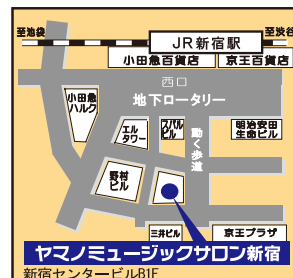 至池袋
至渋谷
JR新宿駅
小田急百貨店
京王百貨店
西口
地下ロータリー
小田急
ハルク
エル
タワー
スバル
ビル
動く歩道
明治安田
生命ビル
野村
ビル
三井ビル
京王プラザ
ヤマノミュージックサロン新宿
新宿センタービルB1F